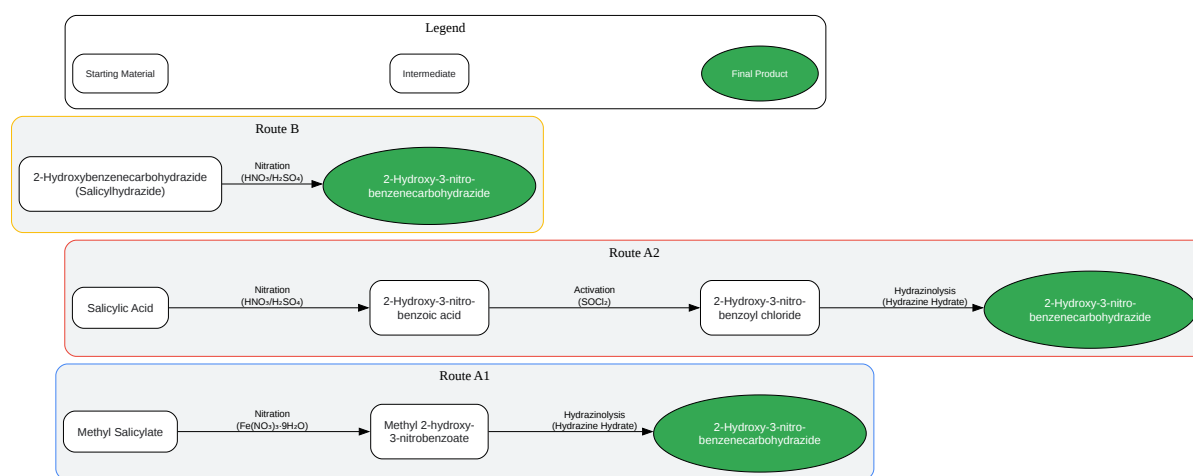 Legend
Starting Material
Intermediate
Final Product
Route B
2-Hydroxybenzenecarbohydrazide
(Salicylhydrazide)
Nitration
(HNO₃/H₂SO₄)
2-Hydroxy-3-nitro-
benzenecarbohydrazide
Route A2
Salicylic Acid
Nitration
(HNO₃/H₂SO₄)
2-Hydroxy-3-nitro-
benzoic acid
Activation
(SOCl₂)
2-Hydroxy-3-nitro-
benzoyl chloride
Hydrazinolysis
(Hydrazine Hydrate)
2-Hydroxy-3-nitro-
benzenecarbohydrazide
Route A1
Methyl Salicylate
Nitration
(Fe(NO₃)₃·9H₂O)
Methyl 2-hydroxy-
3-nitrobenzoate
Hydrazinolysis
(Hydrazine Hydrate)
2-Hydroxy-3-nitro-
benzenecarbohydrazide